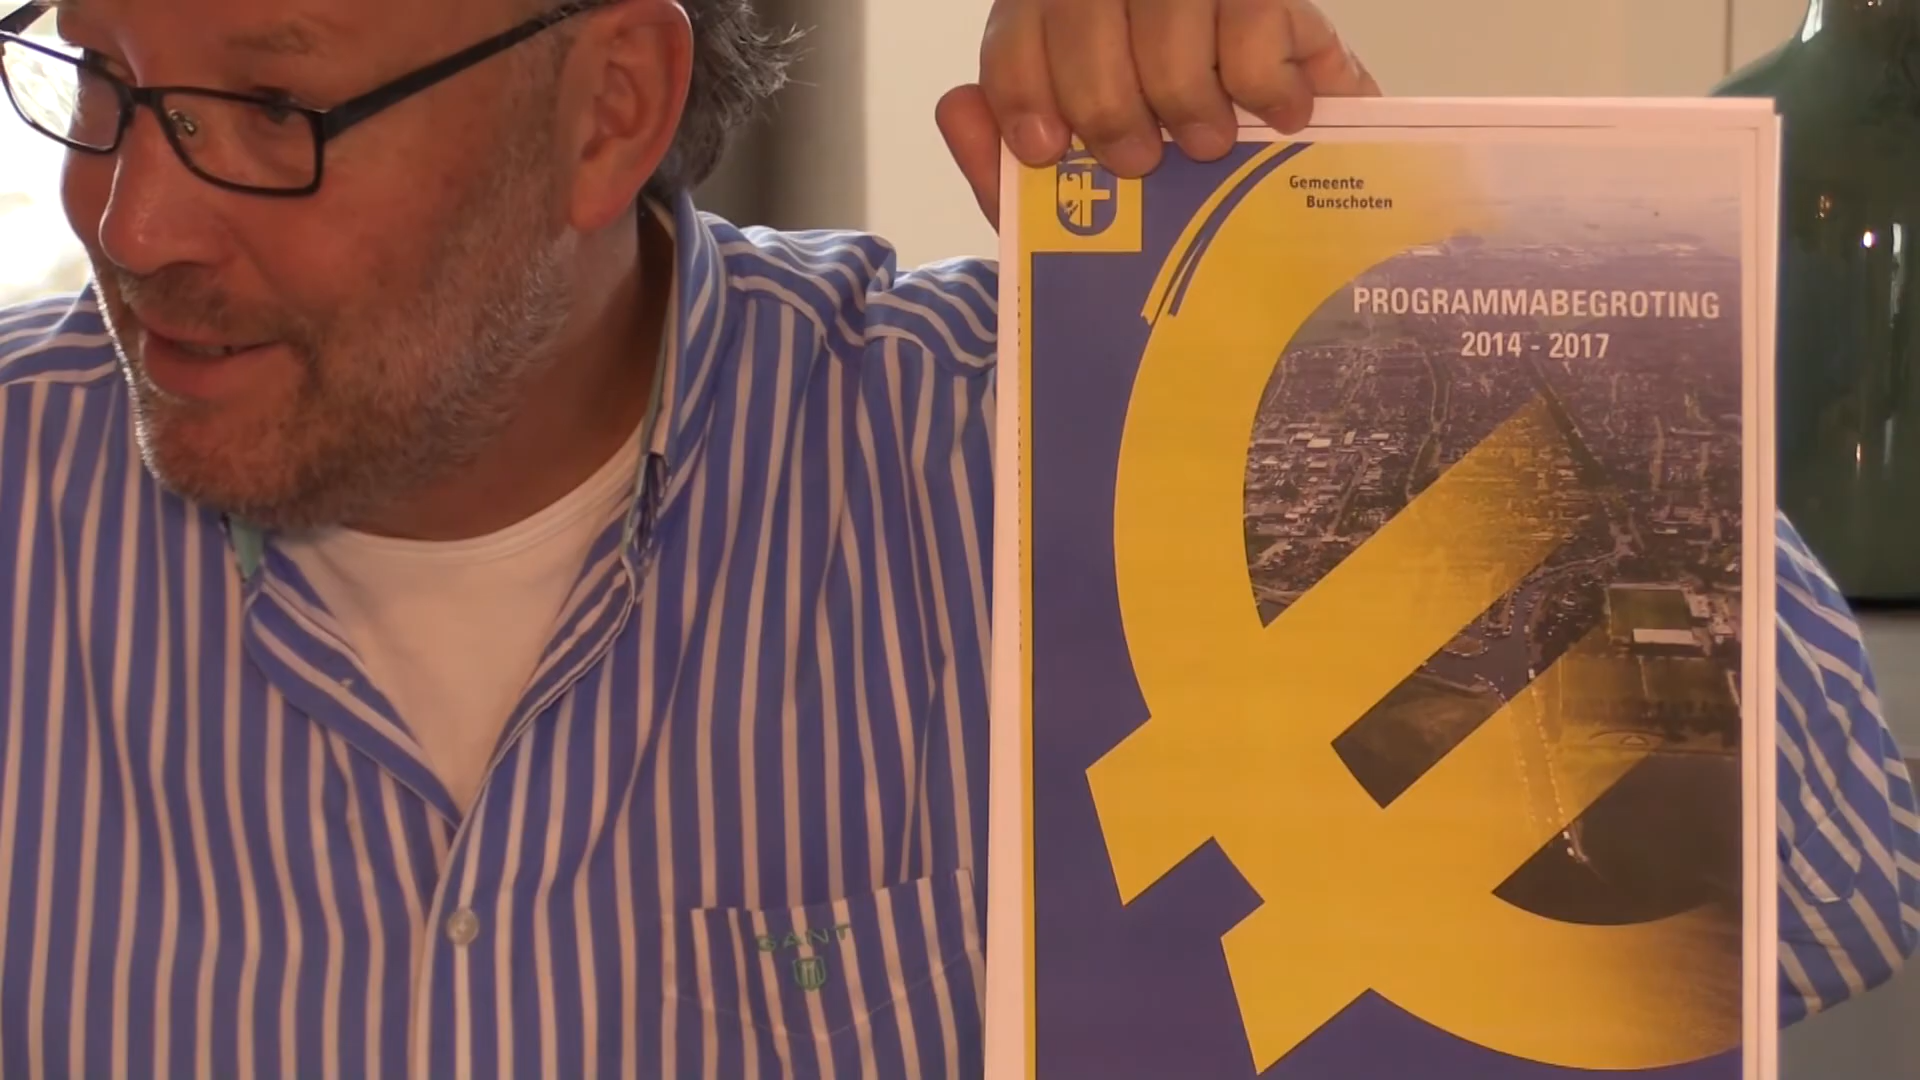 Gemeente
Bunschoten
PROGRAMMABEGROTING
2014 - 2017
GANT